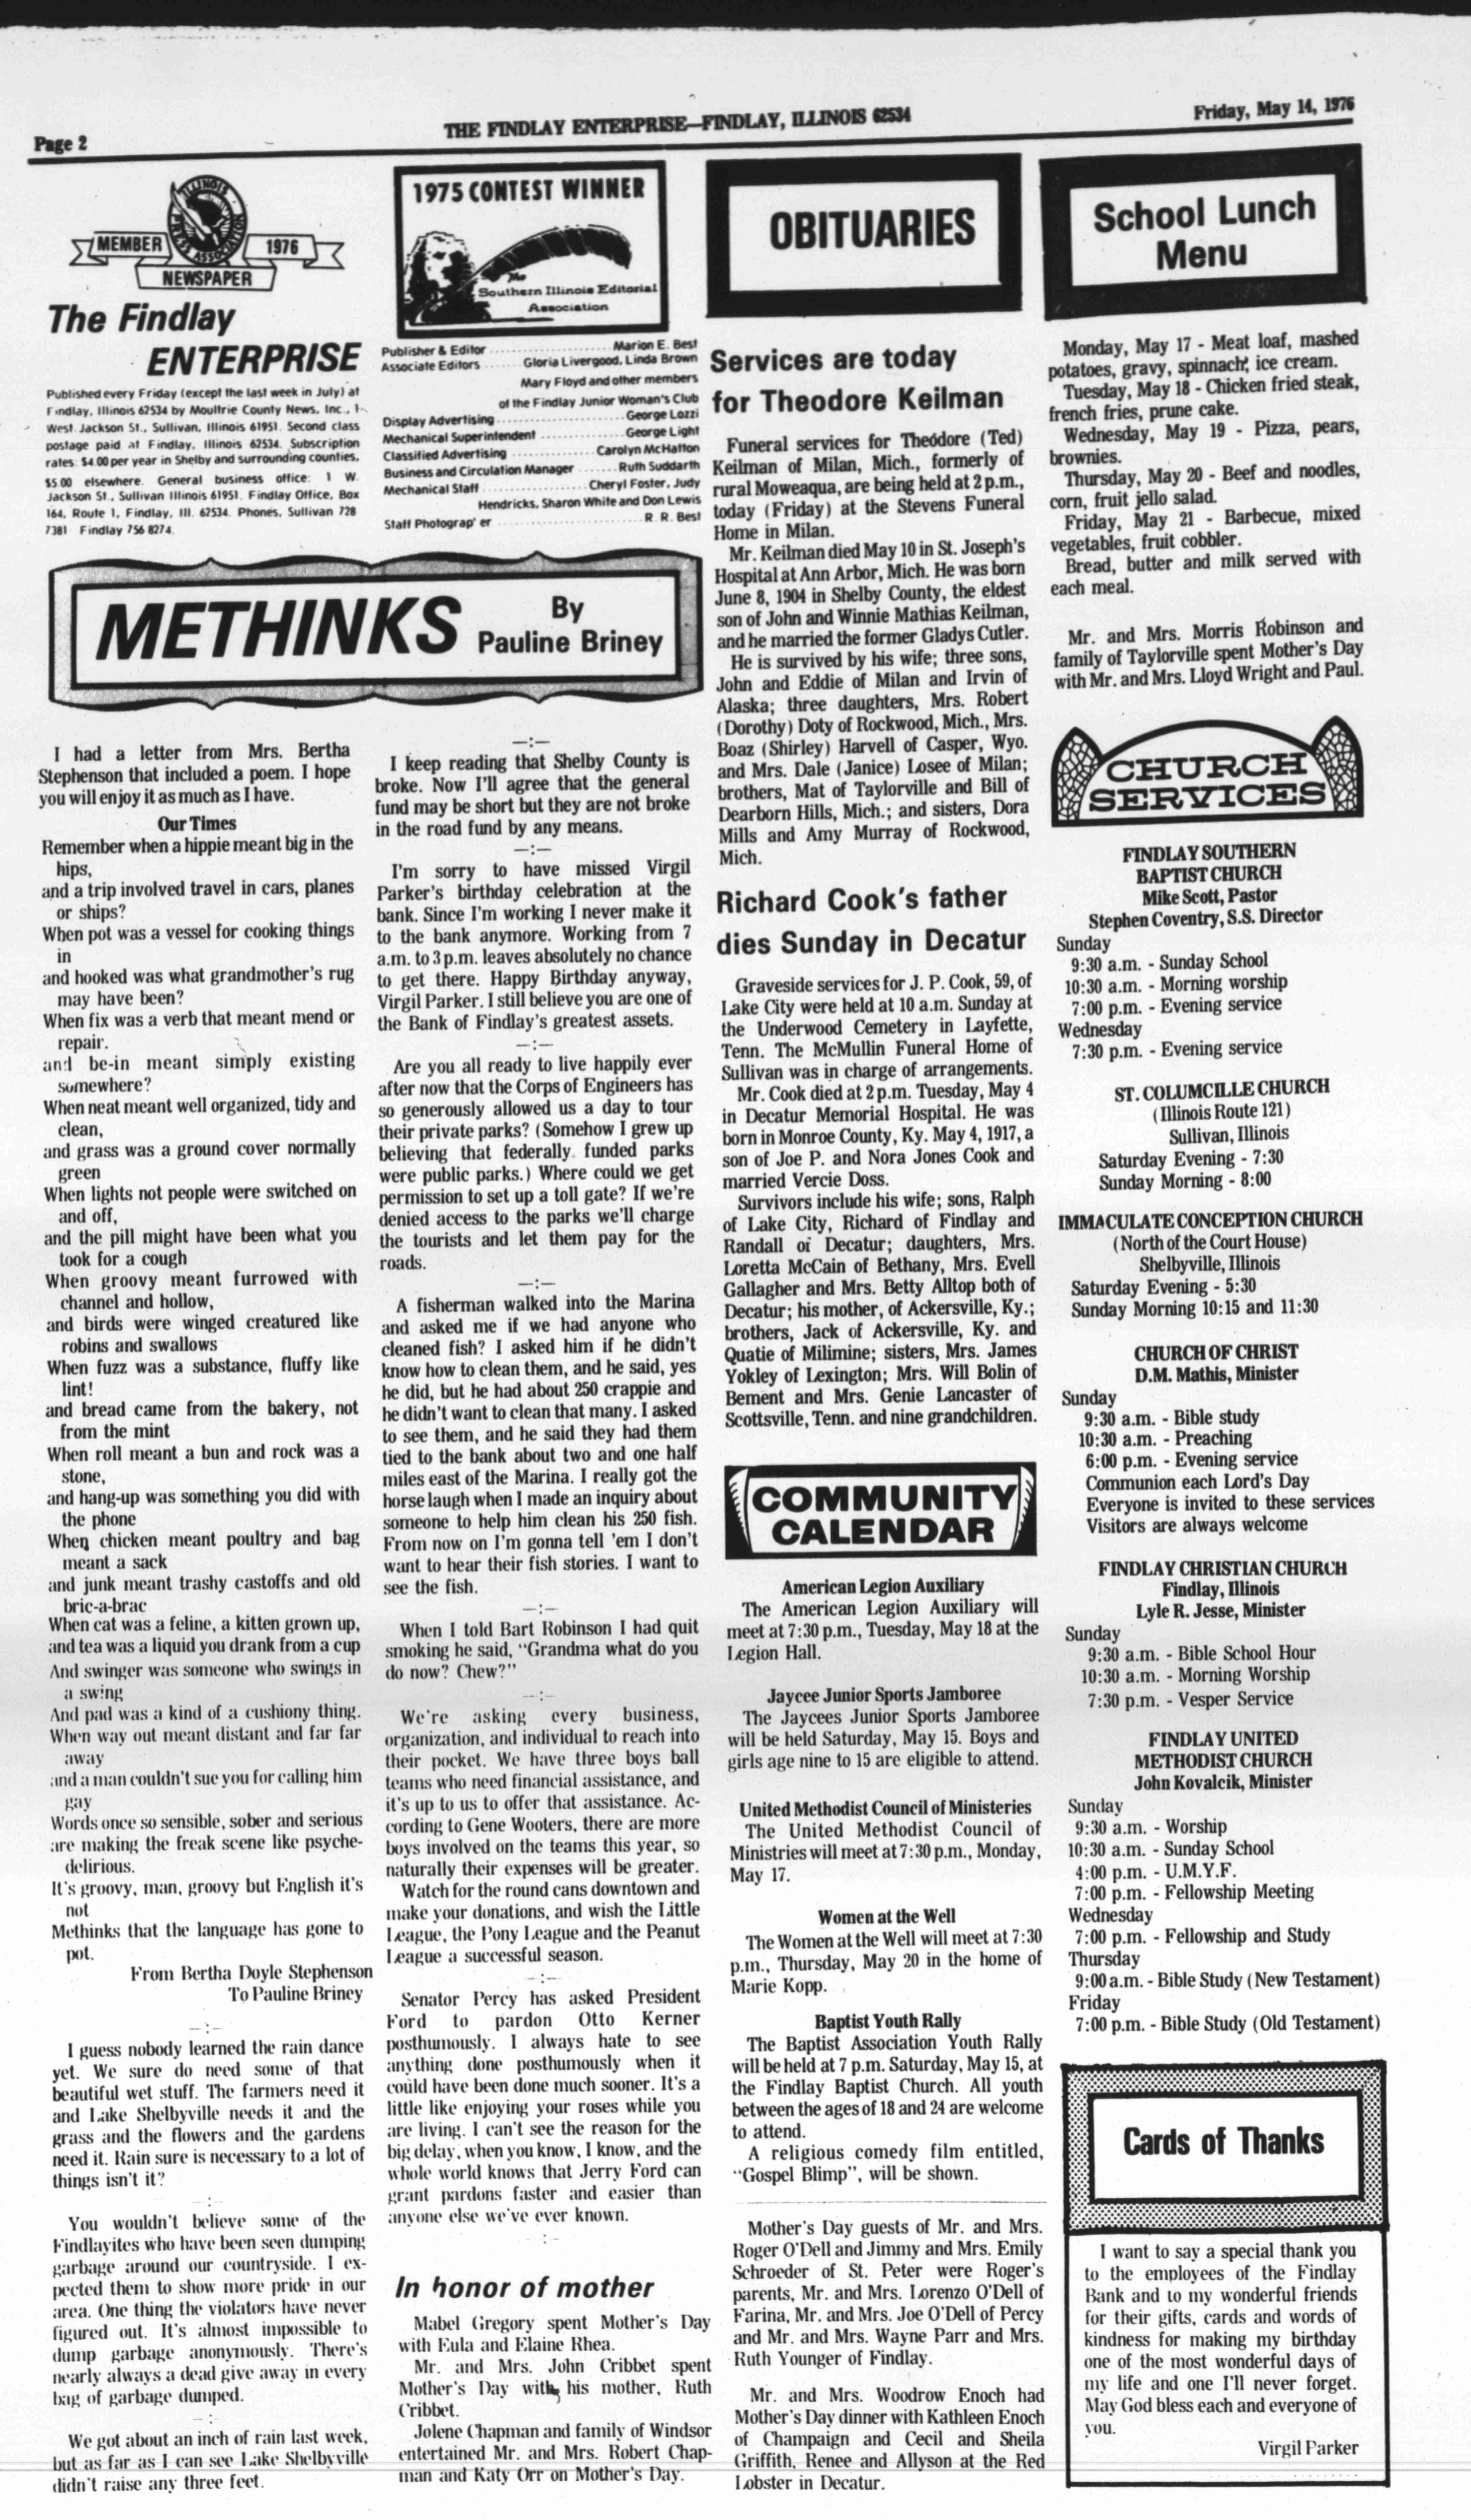 Page 2
THE FINDLAY ENTERPRISE—FINDLAY, ILLINOIS 62534
Friday, May 14, 1976
ILLINOIS PRESS ASSOCIATION
MEMBER
1976
NEWSPAPER
The Findlay
ENTERPRISE
Published every Friday (except the last week in July) at
Findlay, Illinois 62534 by Moultrie County News, Inc., 1
West Jackson St., Sullivan, Illinois 61951. Second class
postage paid at Findlay, Illinois 62534. Subscription
rates: $4.00 per year in Shelby and surrounding counties,
$5.00 elsewhere. General business office: 1 W.
Jackson St., Sullivan Illinois 61951. Findlay Office, Box
164, Route 1, Findlay, Ill. 62534. Phones, Sullivan 728
7381 Findlay 756 8274.
1975 CONTEST WINNER
The
Southern Illinois Editorial
Association
Publisher & Editor Marion E. Best
Associate Editors Gloria Livergood, Linda Brown
Mary Floyd and other members
of the Findlay Junior Woman's Club
Display Advertising George Lozzi
Mechanical Superintendent George Light
Classified Advertising Carolyn McHatton
Business and Circulation Manager Ruth Suddarth
Mechanical Staff Cheryl Foster, Judy
Hendricks, Sharon White and Don Lewis
Staff Photograp er R. R. Best
METHINKS
By
Pauline Briney
I had a letter from Mrs. Bertha
Stephenson that included a poem. I hope
you will enjoy it as much as I have.
Our Times
Remember when a hippie meant big in the
hips,
and a trip involved travel in cars, planes
or ships?
When pot was a vessel for cooking things
in
and hooked was what grandmother's rug
may have been?
When fix was a verb that meant mend or
repair.
and be-in meant simply existing
somewhere?
When neat meant well organized, tidy and
clean,
and grass was a ground cover normally
green
When lights not people were switched on
and off,
and the pill might have been what you
took for a cough
When groovy meant furrowed with
channel and hollow,
and birds were winged creatured like
robins and swallows
When fuzz was a substance, fluffy like
lint!
and bread came from the bakery, not
from the mint
When roll meant a bun and rock was a
stone,
and hang-up was something you did with
the phone
When chicken meant poultry and bag
meant a sack
and junk meant trashy castoffs and old
bric-a-brac
When cat was a feline, a kitten grown up,
and tea was a liquid you drank from a cup
And swinger was someone who swings in
a swing
And pad was a kind of a cushiony thing.
When way out meant distant and far far
away
and a man couldn't sue you for calling him
gay
Words once so sensible, sober and serious
are making the freak scene like psyche-
delirious.
It's groovy, man, groovy but English it's
not
Methinks that the language has gone to
pot.
From Bertha Doyle Stephenson
To Pauline Briney
—:—
I guess nobody learned the rain dance
yet. We sure do need some of that
beautiful wet stuff. The farmers need it
and Lake Shelbyville needs it and the
grass and the flowers and the gardens
need it. Rain sure is necessary to a lot of
things isn't it?
:
You wouldn't believe some of the
Findlayites who have been seen dumping
garbage around our countryside. I ex-
pected them to show more pride in our
area. One thing the violators have never
figured out. It's almost impossible to
dump garbage anonymously. There's
nearly always a dead give away in every
bag of garbage dumped.
—:
We got about an inch of rain last week,
but as far as I can see Lake Shelbyville
didn't raise any three feet.
—:—
I keep reading that Shelby County is
broke. Now I'll agree that the general
fund may be short but they are not broke
in the road fund by any means.
—:—
I'm sorry to have missed Virgil
Parker's birthday celebration at the
bank. Since I'm working I never make it
to the bank anymore. Working from 7
a.m. to 3 p.m. leaves absolutely no chance
to get there. Happy Birthday anyway,
Virgil Parker. I still believe you are one of
the Bank of Findlay's greatest assets.
—:—
Are you all ready to live happily ever
after now that the Corps of Engineers has
so generously allowed us a day to tour
their private parks? (Somehow I grew up
believing that federally funded parks
were public parks.) Where could we get
permission to set up a toll gate? If we're
denied access to the parks we'll charge
the tourists and let them pay for the
roads.
—:—
A fisherman walked into the Marina
and asked me if we had anyone who
cleaned fish? I asked him if he didn't
know how to clean them, and he said, yes
he did, but he had about 250 crappie and
he didn't want to clean that many. I asked
to see them, and he said they had them
tied to the bank about two and one half
miles east of the Marina. I really got the
horse laugh when I made an inquiry about
someone to help him clean his 250 fish.
From now on I'm gonna tell 'em I don't
want to hear their fish stories. I want to
see the fish.
—:—
When I told Bart Robinson I had quit
smoking he said, "Grandma what do you
do now? Chew?"
—:
We're asking every business,
organization, and individual to reach into
their pocket. We have three boys ball
teams who need financial assistance, and
it's up to us to offer that assistance. Ac-
cording to Gene Wooters, there are more
boys involved on the teams this year, so
naturally their expenses will be greater.
Watch for the round cans downtown and
make your donations, and wish the Little
League, the Pony League and the Peanut
League a successful season.
—:—
Senator Percy has asked President
Ford to pardon Otto Kerner
posthumously. I always hate to see
anything done posthumously when it
could have been done much sooner. It's a
little like enjoying your roses while you
are living. I can't see the reason for the
big delay, when you know, I know, and the
whole world knows that Jerry Ford can
grant pardons faster and easier than
anyone else we've ever known.
:
In honor of mother
Mabel Gregory spent Mother's Day
with Eula and Elaine Rhea.
Mr. and Mrs. John Cribbet spent
Mother's Day with his mother, Ruth
Cribbet.
Jolene Chapman and family of Windsor
entertained Mr. and Mrs. Robert Chap-
man and Katy Orr on Mother's Day.
OBITUARIES
Services are today
for Theodore Keilman
Funeral services for Theodore (Ted)
Keilman of Milan, Mich., formerly of
rural Moweaqua, are being held at 2 p.m.,
today (Friday) at the Stevens Funeral
Home in Milan.
Mr. Keilman died May 10 in St. Joseph's
Hospital at Ann Arbor, Mich. He was born
June 8, 1904 in Shelby County, the eldest
son of John and Winnie Mathias Keilman,
and he married the former Gladys Cutler.
He is survived by his wife; three sons,
John and Eddie of Milan and Irvin of
Alaska; three daughters, Mrs. Robert
(Dorothy) Doty of Rockwood, Mich., Mrs.
Boaz (Shirley) Harvell of Casper, Wyo.
and Mrs. Dale (Janice) Losee of Milan;
brothers, Mat of Taylorville and Bill of
Dearborn Hills, Mich.; and sisters, Dora
Mills and Amy Murray of Rockwood,
Mich.
Richard Cook's father
dies Sunday in Decatur
Graveside services for J. P. Cook, 59, of
Lake City were held at 10 a.m. Sunday at
the Underwood Cemetery in Layfette,
Tenn. The McMullin Funeral Home of
Sullivan was in charge of arrangements.
Mr. Cook died at 2 p.m. Tuesday, May 4
in Decatur Memorial Hospital. He was
born in Monroe County, Ky. May 4, 1917, a
son of Joe P. and Nora Jones Cook and
married Vercie Doss.
Survivors include his wife; sons, Ralph
of Lake City, Richard of Findlay and
Randall of Decatur; daughters, Mrs.
Loretta McCain of Bethany, Mrs. Evell
Gallagher and Mrs. Betty Alltop both of
Decatur; his mother, of Ackersville, Ky.;
brothers, Jack of Ackersville, Ky. and
Quatie of Milimine; sisters, Mrs. James
Yokley of Lexington; Mrs. Will Bolin of
Bement and Mrs. Genie Lancaster of
Scottsville, Tenn. and nine grandchildren.
COMMUNITY
CALENDAR
American Legion Auxiliary
The American Legion Auxiliary will
meet at 7:30 p.m., Tuesday, May 18 at the
Legion Hall.
Jaycee Junior Sports Jamboree
The Jaycees Junior Sports Jamboree
will be held Saturday, May 15. Boys and
girls age nine to 15 are eligible to attend.
United Methodist Council of Ministeries
The United Methodist Council of
Ministries will meet at 7:30 p.m., Monday,
May 17.
Women at the Well
The Women at the Well will meet at 7:30
p.m., Thursday, May 20 in the home of
Marie Kopp.
Baptist Youth Rally
The Baptist Association Youth Rally
will be held at 7 p.m. Saturday, May 15, at
the Findlay Baptist Church. All youth
between the ages of 18 and 24 are welcome
to attend.
A religious comedy film entitled,
"Gospel Blimp", will be shown.
Mother's Day guests of Mr. and Mrs.
Roger O'Dell and Jimmy and Mrs. Emily
Schroeder of St. Peter were Roger's
parents, Mr. and Mrs. Lorenzo O'Dell of
Farina, Mr. and Mrs. Joe O'Dell of Percy
and Mr. and Mrs. Wayne Parr and Mrs.
Ruth Younger of Findlay.
Mr. and Mrs. Woodrow Enoch had
Mother's Day dinner with Kathleen Enoch
of Champaign and Cecil and Sheila
Griffith, Renee and Allyson at the Red
Lobster in Decatur.
School Lunch
Menu
Monday, May 17 - Meat loaf, mashed
potatoes, gravy, spinnach, ice cream.
Tuesday, May 18 - Chicken fried steak,
french fries, prune cake.
Wednesday, May 19 - Pizza, pears,
brownies.
Thursday, May 20 - Beef and noodles,
corn, fruit jello salad.
Friday, May 21 - Barbecue, mixed
vegetables, fruit cobbler.
Bread, butter and milk served with
each meal.
Mr. and Mrs. Morris Robinson and
family of Taylorville spent Mother's Day
with Mr. and Mrs. Lloyd Wright and Paul.
CHURCH
SERVICES
FINDLAY SOUTHERN
BAPTIST CHURCH
Mike Scott, Pastor
Stephen Coventry, S.S. Director
Sunday
9:30 a.m. - Sunday School
10:30 a.m. - Morning worship
7:00 p.m. - Evening service
Wednesday
7:30 p.m. - Evening service
ST. COLUMCILLE CHURCH
(Illinois Route 121)
Sullivan, Illinois
Saturday Evening - 7:30
Sunday Morning - 8:00
IMMACULATE CONCEPTION CHURCH
(North of the Court House)
Shelbyville, Illinois
Saturday Evening - 5:30
Sunday Morning 10:15 and 11:30
CHURCH OF CHRIST
D.M. Mathis, Minister
Sunday
9:30 a.m. - Bible study
10:30 a.m. - Preaching
6:00 p.m. - Evening service
Communion each Lord's Day
Everyone is invited to these services
Visitors are always welcome
FINDLAY CHRISTIAN CHURCH
Findlay, Illinois
Lyle R. Jesse, Minister
Sunday
9:30 a.m. - Bible School Hour
10:30 a.m. - Morning Worship
7:30 p.m. - Vesper Service
FINDLAY UNITED
METHODIST CHURCH
John Kovalcik, Minister
Sunday
9:30 a.m. - Worship
10:30 a.m. - Sunday School
4:00 p.m. - U.M.Y.F.
7:00 p.m. - Fellowship Meeting
Wednesday
7:00 p.m. - Fellowship and Study
Thursday
9:00 a.m. - Bible Study (New Testament)
Friday
7:00 p.m. - Bible Study (Old Testament)
Cards of Thanks
I want to say a special thank you
to the employees of the Findlay
Bank and to my wonderful friends
for their gifts, cards and words of
kindness for making my birthday
one of the most wonderful days of
my life and one I'll never forget.
May God bless each and everyone of
you.
Virgil Parker